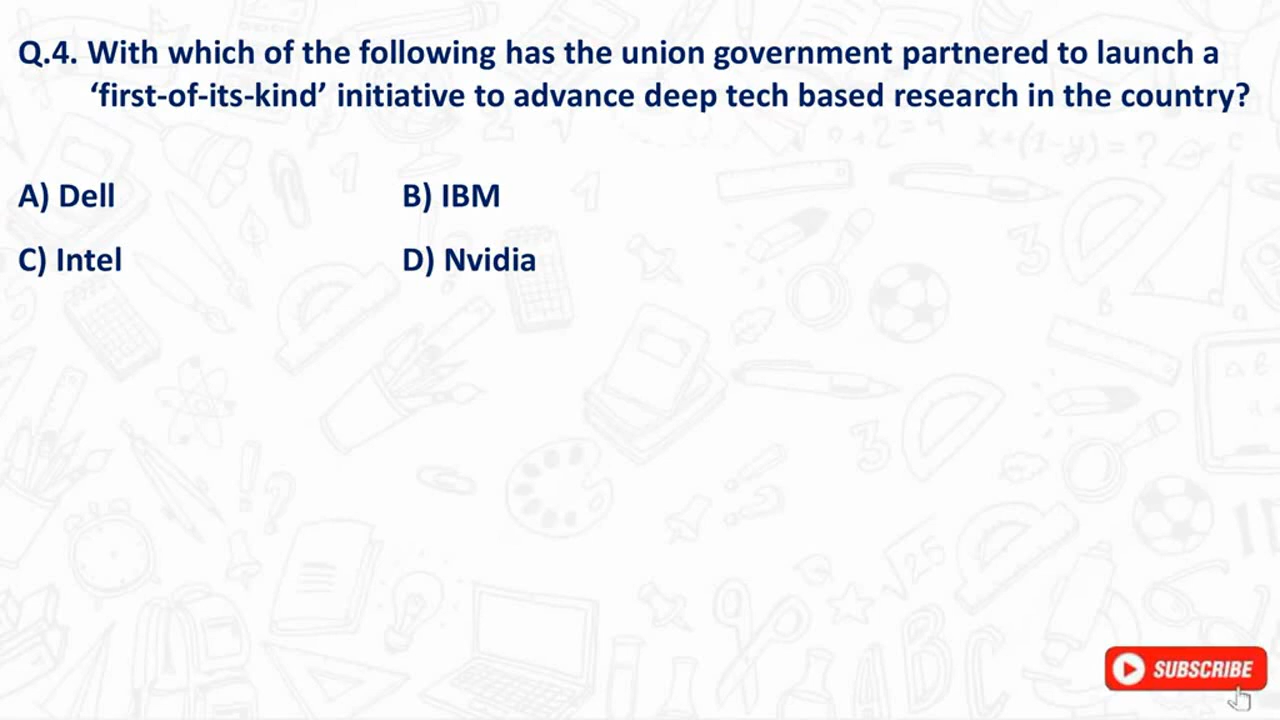 Q.4. With which of the following has the union government partnered to launch a
‘first-of-its-kind’ initiative to advance deep tech based research in the country?
A) Dell B) IBM
C) Intel D) Nvidia
SUBSCRIBE